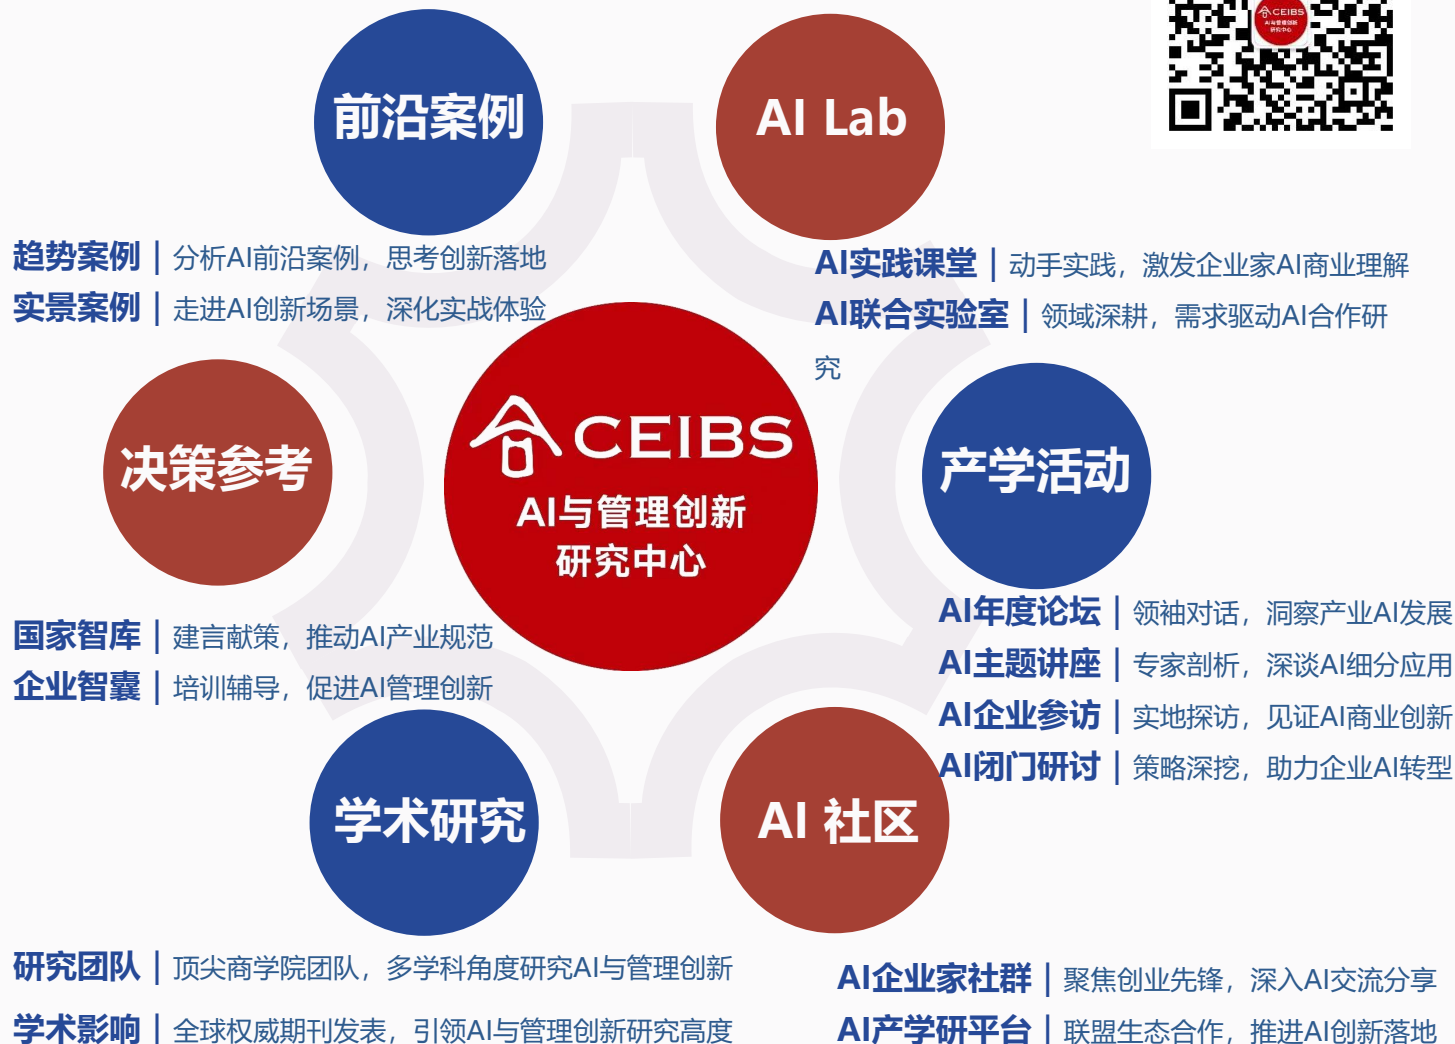 CEIBS
AI与管理创新
研究中心
前沿案例
趋势案例 | 分析AI前沿案例，思考创新落地
实景案例 | 走进AI创新场景，深化实战体验
AI Lab
AI实践课堂 | 动手实践，激发企业家AI商业理解
AI联合实验室 | 领域深耕，需求驱动AI合作研
究
决策参考
国家智库 | 建言献策，推动AI产业规范
企业智囊 | 培训辅导，促进AI管理创新
CEIBS
AI与管理创新
研究中心
产学活动
AI年度论坛 | 领袖对话，洞察产业AI发展
AI主题讲座 | 专家剖析，深谈AI细分应用
AI企业参访 | 实地探访，见证AI商业创新
AI闭门研讨 | 策略深挖，助力企业AI转型
学术研究
研究团队 | 顶尖商学院团队，多学科角度研究AI与管理创新
学术影响 | 全球权威期刊发表，引领AI与管理创新研究高度
AI 社区
AI企业家社群 | 聚焦创业先锋，深入AI交流分享
AI产学研平台 | 联盟生态合作，推进AI创新落地